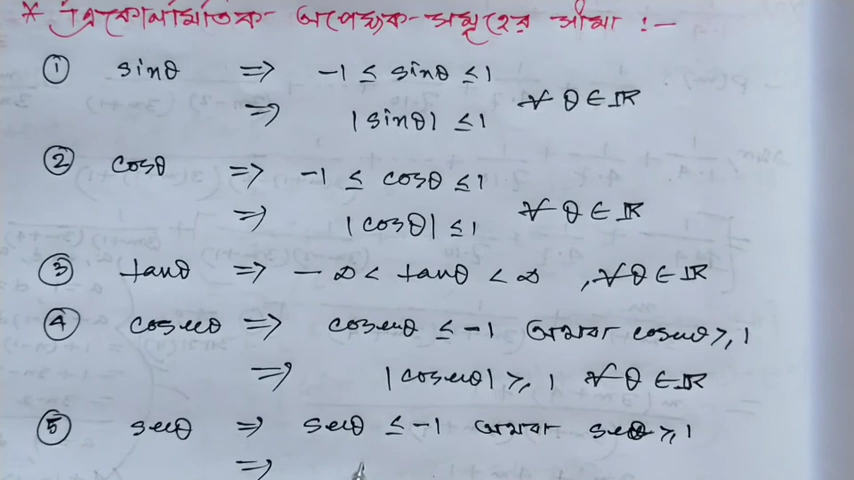 * ত্রিকোনমিতিক অপেক্ষক-সমূহের সীমা :-
① sinθ ⇒ -1 ≤ sinθ ≤ 1
⇒ |sinθ| ≤ 1 ∀ θ ∈ ℝ
② cosθ ⇒ -1 ≤ cosθ ≤ 1
⇒ |cosθ| ≤ 1 ∀ θ ∈ ℝ
③ tanθ ⇒ -∞ < tanθ < ∞ , ∀ θ ∈ ℝ
④ cosecθ ⇒ cosecθ ≤ -1 অথবা cosecθ ≥ 1
⇒ |cosecθ| ≥ 1 ∀ θ ∈ ℝ
⑤ secθ ⇒ secθ ≤ -1 অথবা secθ ≥ 1
⇒